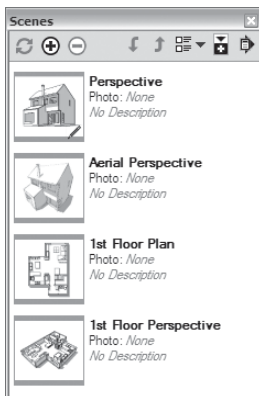 Scenes
Perspective
Photo: None
No Description
Aerial Perspective
Photo: None
No Description
1st Floor Plan
Photo: None
No Description
1st Floor Perspective
Photo: None
No Description